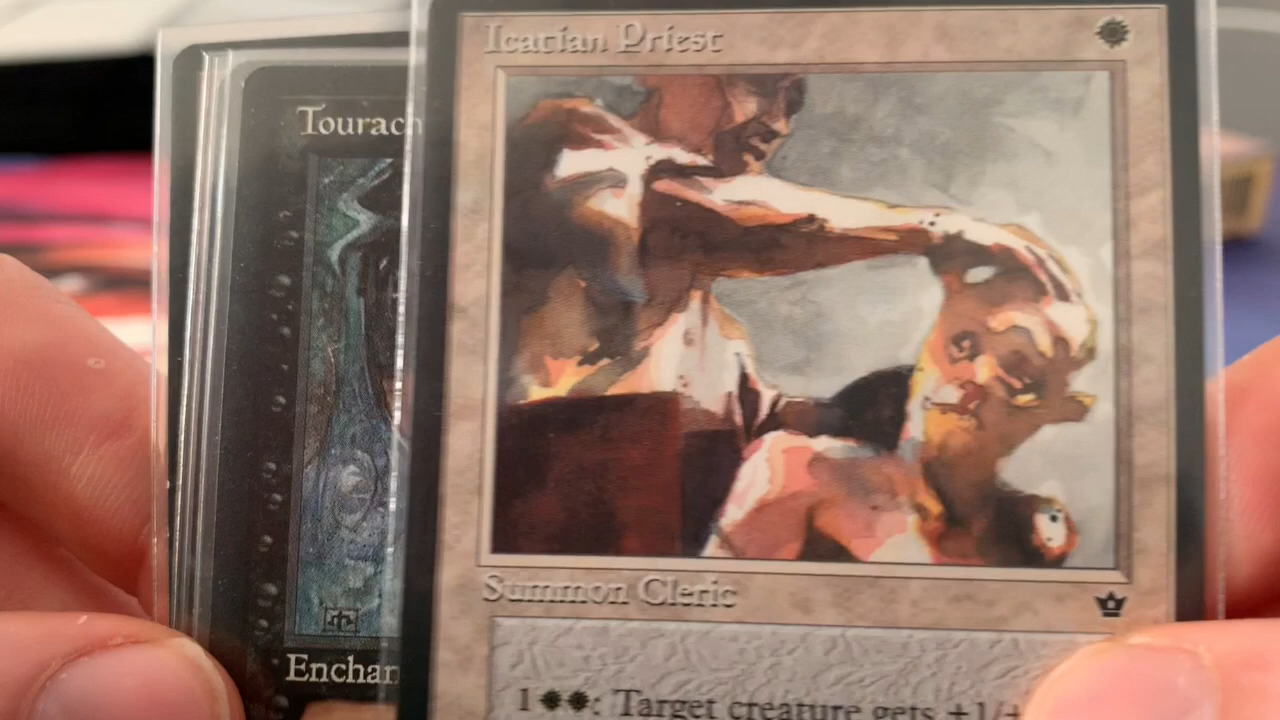 Icatian Priest
Tourach
Summon Cleric
Enchan
1: Target creature gets +1/+